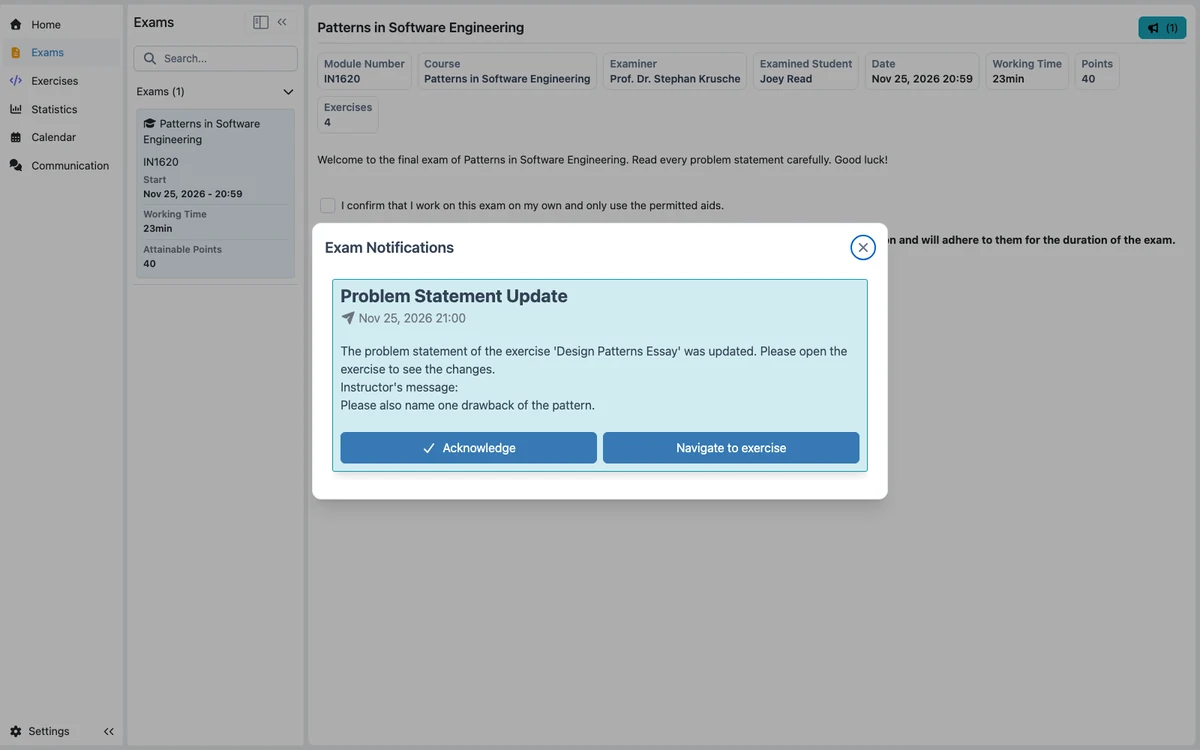 Home
Exams
Exercises
Statistics
Calendar
Communication
Settings
Exams
Search...
Exams (1)
Patterns in Software
Engineering
IN1620
Start
Nov 25, 2026 - 20:59
Working Time
23min
Attainable Points
40
Patterns in Software Engineering
(1)
Module Number
IN1620
Course
Patterns in Software Engineering
Examiner
Prof. Dr. Stephan Krusche
Examined Student
Joey Read
Date
Nov 25, 2026 20:59
Working Time
23min
Points
40
Exercises
4
Welcome to the final exam of Patterns in Software Engineering. Read every problem statement carefully. Good luck!
I confirm that I work on this exam on my own and only use the permitted aids.
and will adhere to them for the duration of the exam.
Exam Notifications
Problem Statement Update
Nov 25, 2026 21:00
The problem statement of the exercise 'Design Patterns Essay' was updated. Please open the
exercise to see the changes.
Instructor's message:
Please also name one drawback of the pattern.
Acknowledge
Navigate to exercise